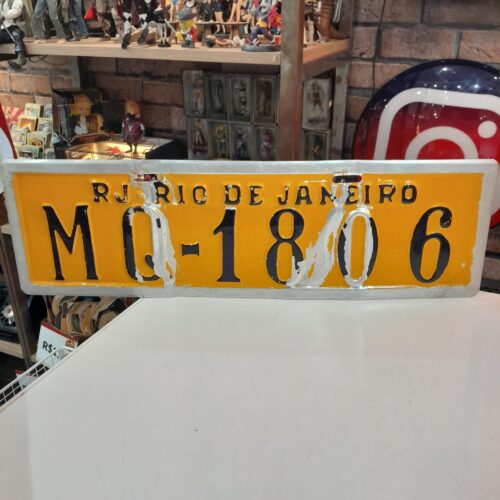 RJ RIO DE JANEIRO
MQ-1806
R$